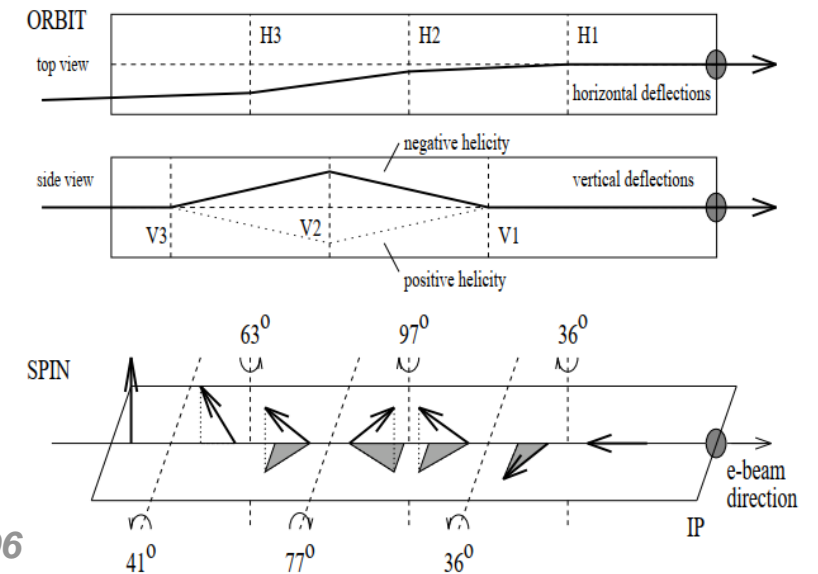 ORBIT
H3
H2
H1
top view
horizontal deflections
negative helicity
side view
vertical deflections
V3
V2
V1
positive helicity
63⁰
97⁰
36⁰
SPIN
e-beam
direction
IP
41⁰
77⁰
36⁰